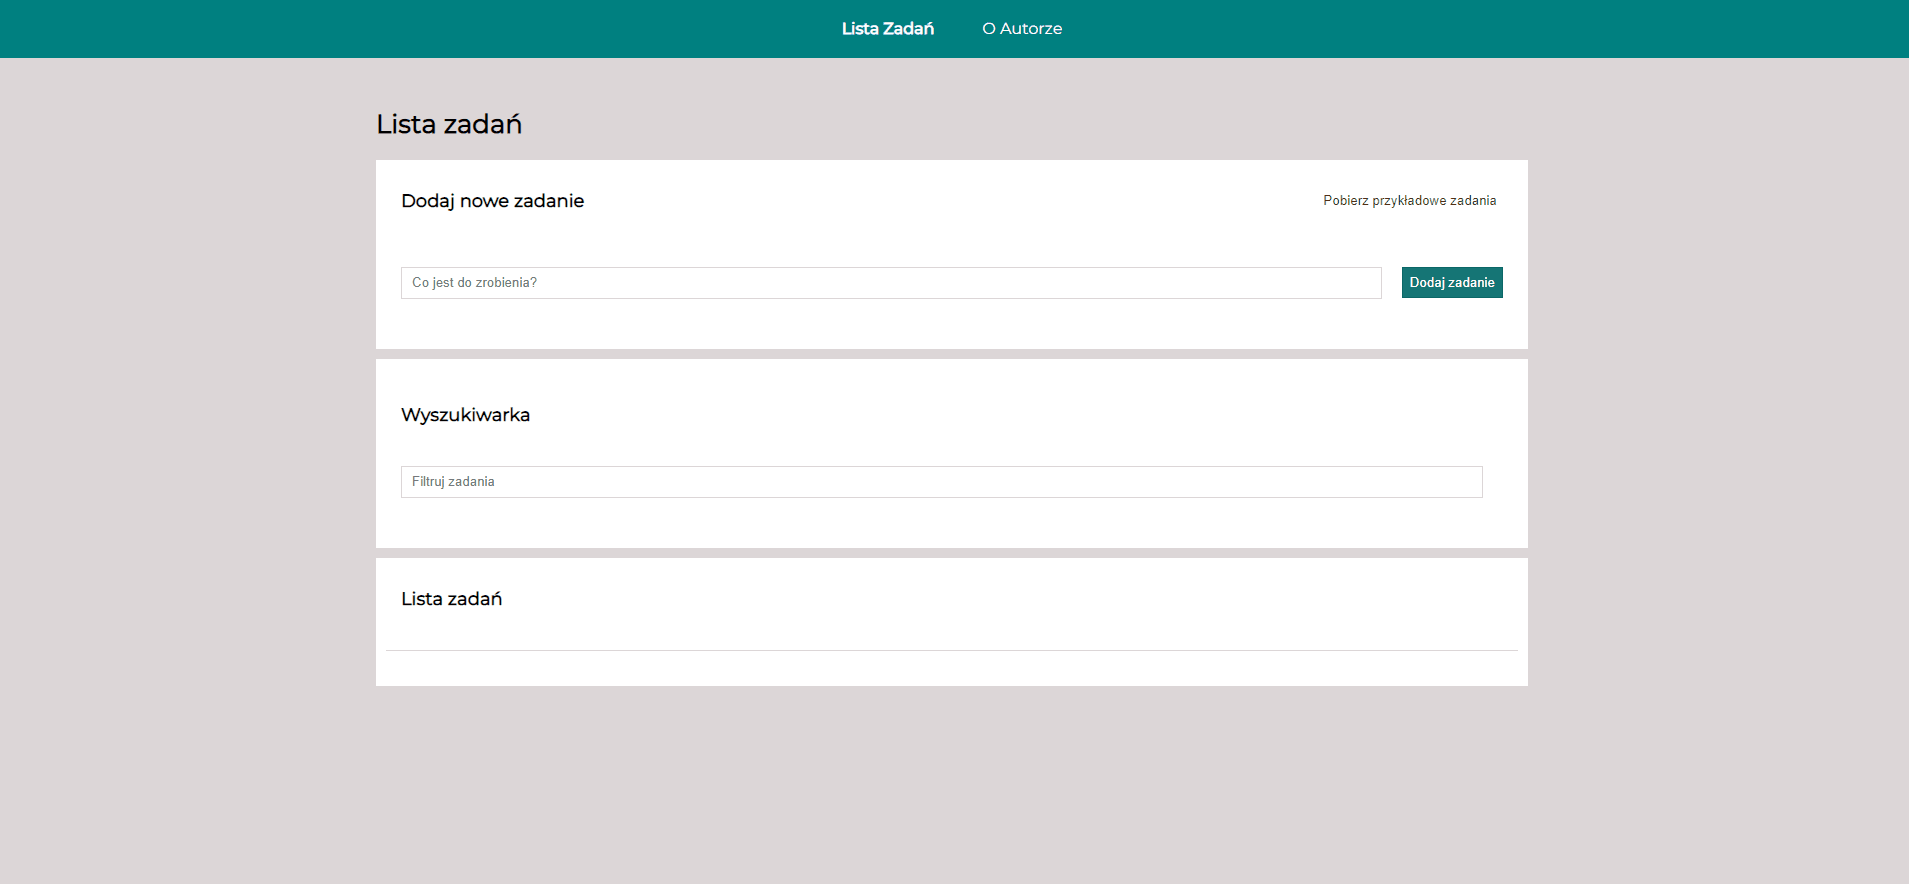 Lista Zadań
O Autorze
Lista zadań
Dodaj nowe zadanie
Pobierz przykładowe zadania
Co jest do zrobienia?
Dodaj zadanie
Wyszukiwarka
Filtruj zadania
Lista zadań